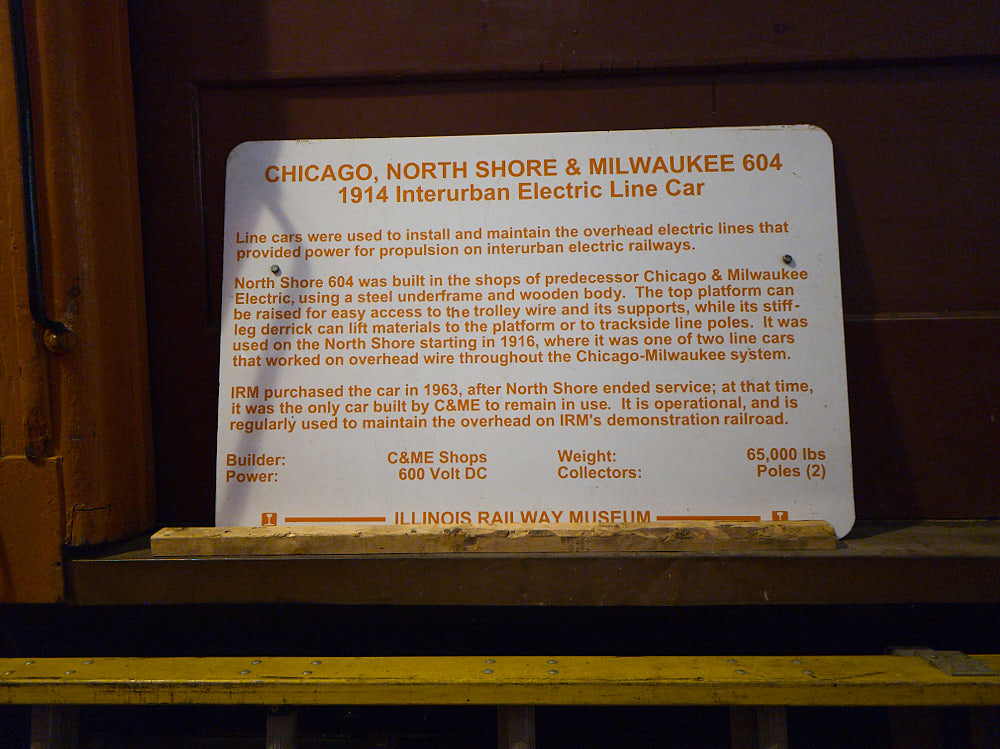 CHICAGO, NORTH SHORE & MILWAUKEE 604
1914 Interurban Electric Line Car
Line cars were used to install and maintain the overhead electric lines that
provided power for propulsion on interurban electric railways.
North Shore 604 was built in the shops of predecessor Chicago & Milwaukee
Electric, using a steel underframe and wooden body. The top platform can
be raised for easy access to the trolley wire and its supports, while its stiff-
leg derrick can lift materials to the platform or to trackside line poles. It was
used on the North Shore starting in 1916, where it was one of two line cars
that worked on overhead wire throughout the Chicago-Milwaukee system.
IRM purchased the car in 1963, after North Shore ended service; at that time,
it was the only car built by C&ME to remain in use. It is operational, and is
regularly used to maintain the overhead on IRM's demonstration railroad.
Builder: C&ME Shops Weight: 65,000 lbs
Power: 600 Volt DC Collectors: Poles (2)
ILLINOIS RAILWAY MUSEUM